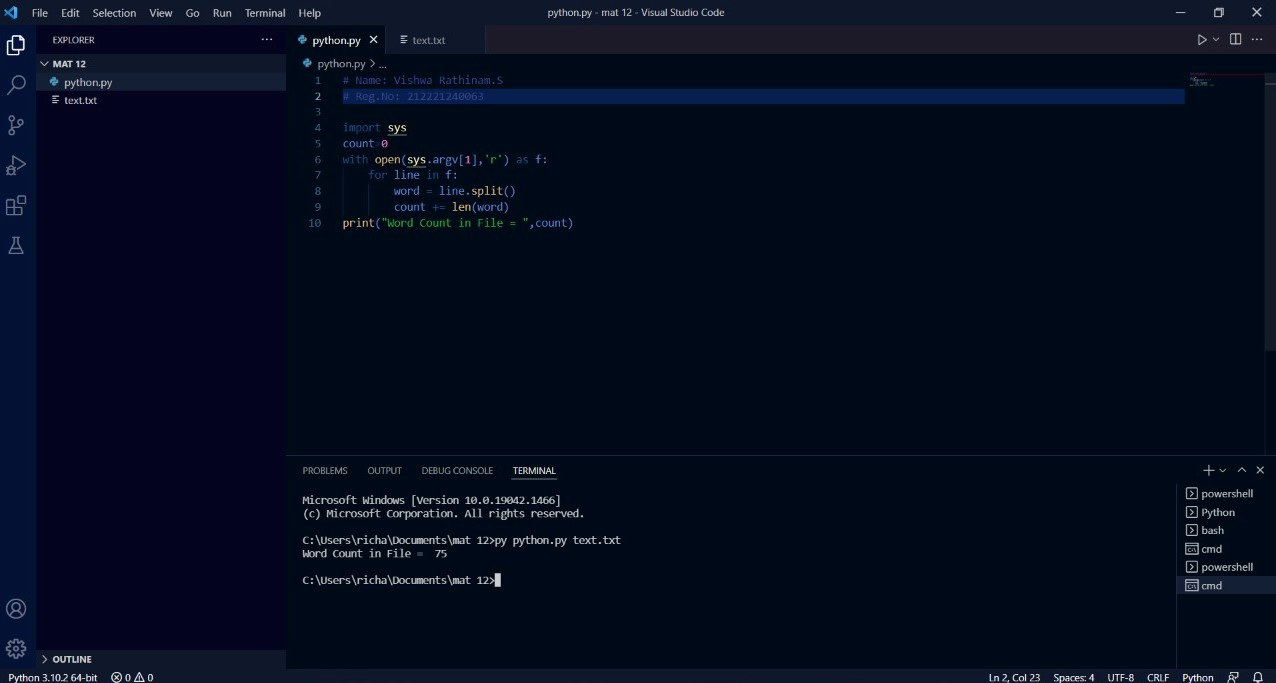 File Edit Selection View Go Run Terminal Help
python.py - mat 12 - Visual Studio Code
EXPLORER
MAT 12
python.py
text.txt
OUTLINE
python.py text.txt
python.py > ...
1 # Name: Vishwa Rathinam.S
2 # Reg.No: 212221240063
3
4 import sys
5 count=0
6 with open(sys.argv[1],'r') as f:
7 for line in f:
8 word = line.split()
9 count += len(word)
10 print("Word Count in File = ",count)
PROBLEMS OUTPUT DEBUG CONSOLE TERMINAL
Microsoft Windows [Version 10.0.19042.1466]
(c) Microsoft Corporation. All rights reserved.
C:\Users\richa\Documents\mat 12>py python.py text.txt
Word Count in File =  75
C:\Users\richa\Documents\mat 12>
powershell
Python
bash
cmd
powershell
cmd
Python 3.10.2 64-bit 0 0 Ln 2, Col 23 Spaces: 4 UTF-8 CRLF Python